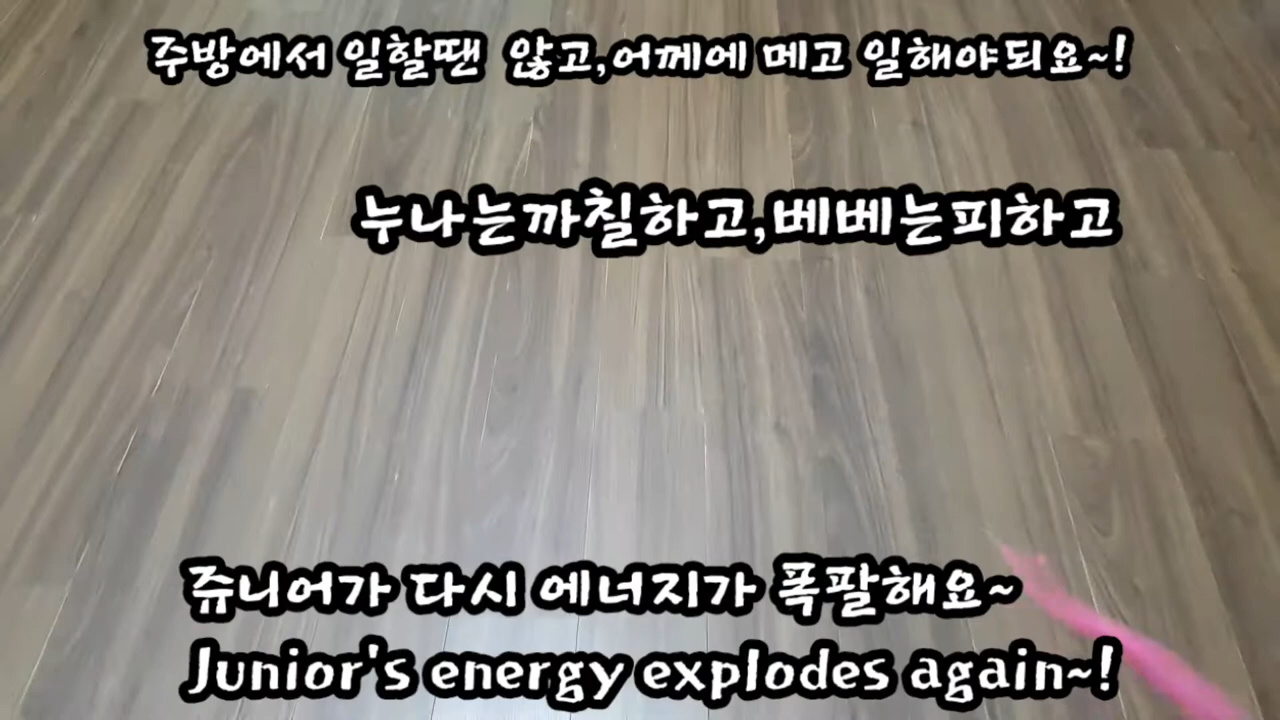 주방에서 일할땐 않고,어께에 메고 일해야되요~!
누나는까칠하고,베베는피하고
쥬니어가 다시 에너지가 폭팔해요~
Junior's energy explodes again~!